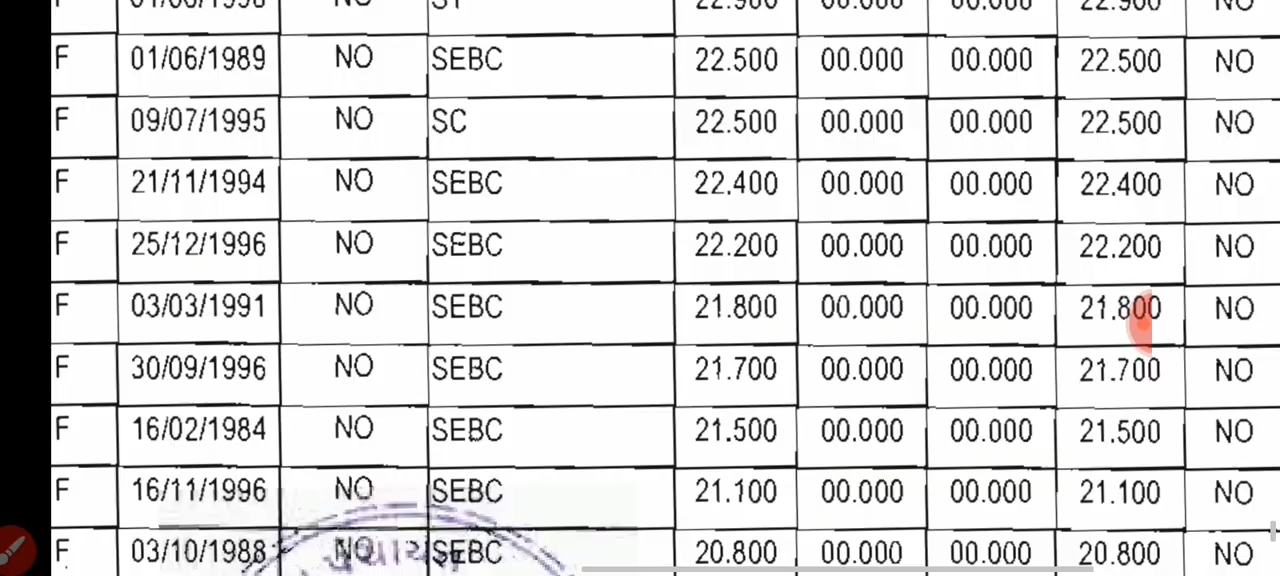 F 01/06/1989 NO SEBC 22.500 00.000 00.000 22.500 NO
F 09/07/1995 NO SC 22.500 00.000 00.000 22.500 NO
F 21/11/1994 NO SEBC 22.400 00.000 00.000 22.400 NO
F 25/12/1996 NO SEBC 22.200 00.000 00.000 22.200 NO
F 03/03/1991 NO SEBC 21.800 00.000 00.000 21.800 NO
F 30/09/1996 NO SEBC 21.700 00.000 00.000 21.700 NO
F 16/02/1984 NO SEBC 21.500 00.000 00.000 21.500 NO
F 16/11/1996 NO SEBC 21.100 00.000 00.000 21.100 NO
F 03/10/1988 NO SEBC 20.800 00.000 00.000 20.800 NO